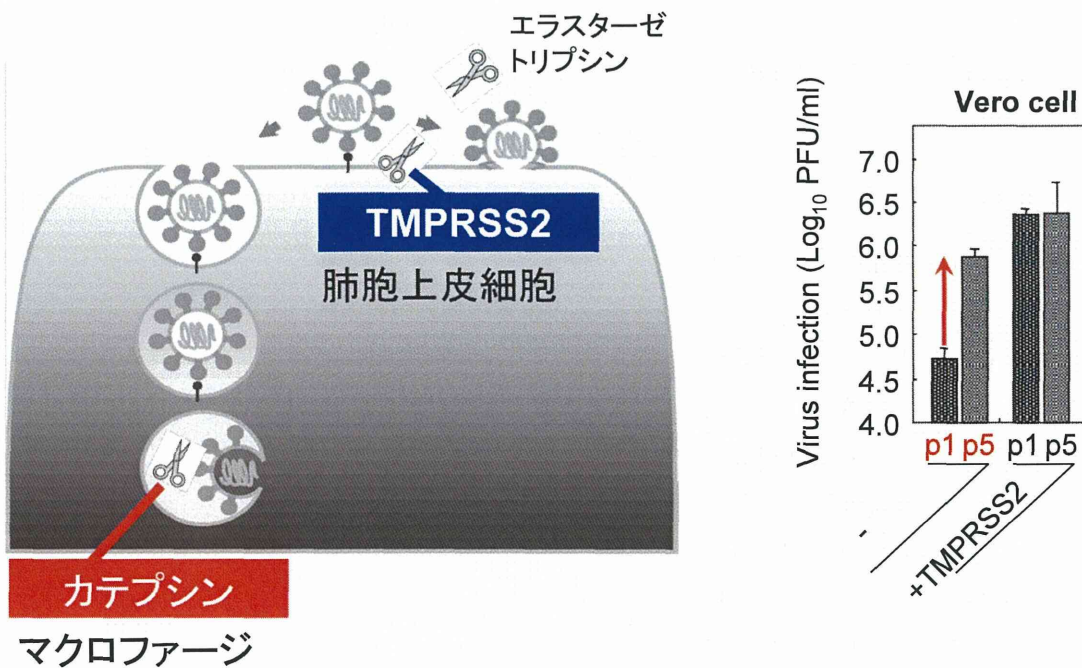 エラスターゼ
トリプシン
TMPRSS2
肺胞上皮細胞
カテプシン
マクロファージ
Vero cell
Virus infection (Log10 PFU/ml)
7.0
6.5
6.0
5.5
5.0
4.5
4.0
p1 p5 p1 p5
-
+TMPRSS2